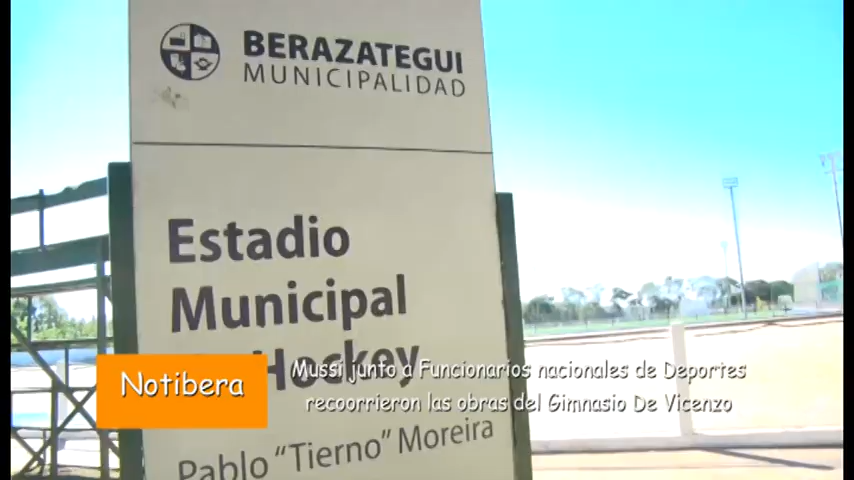 BERAZATEGUI
MUNICIPALIDAD
Estadio
Municipal
Hockey
Pablo "Tierno" Moreira
Notibera
Mussi junto a Funcionarios nacionales de Deportes
recoorrieron las obras del Gimnasio De Vicenzo